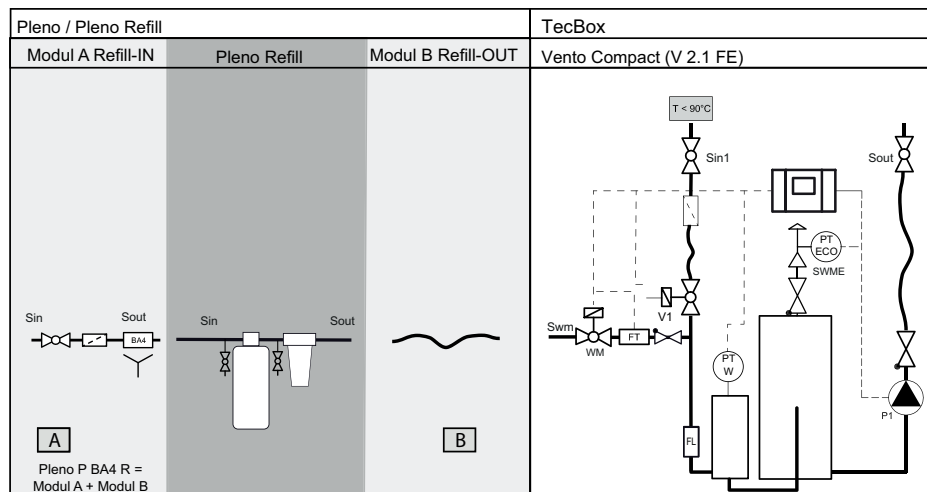 Pleno / Pleno Refill
TecBox
Modul A Refill-IN
Pleno Refill
Modul B Refill-OUT
Vento Compact (V 2.1 FE)
T < 90°C
Sin1
Sout
PT
ECO
SWME
V1
Swm
WM
FT
PT
W
P1
FL
Sin
Sout
BA4
Sin
Sout
A
B
Pleno P BA4 R =
Modul A + Modul B